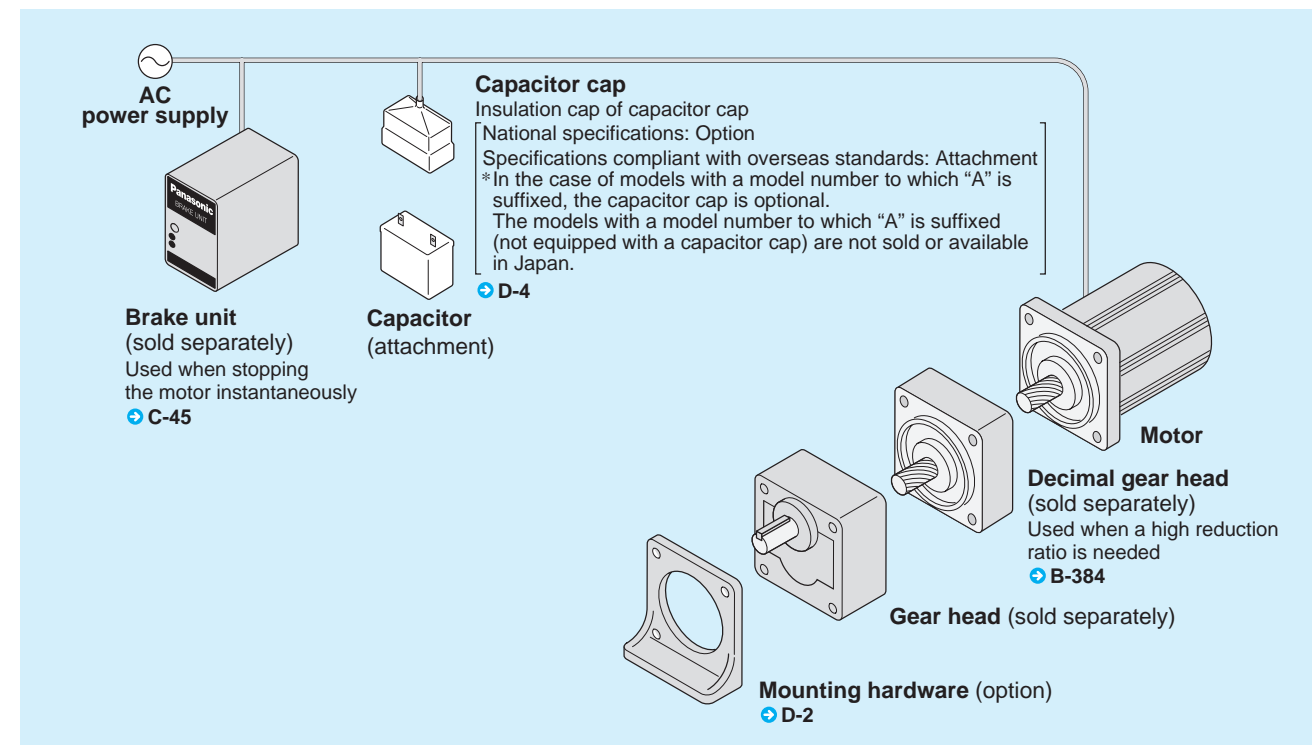 AC
power supply
Panasonic
BRAKE UNIT
Brake unit
(sold separately)
Used when stopping
the motor instantaneously
C-45
Capacitor cap
Insulation cap of capacitor cap
National specifications: Option
Specifications compliant with overseas standards: Attachment
*In the case of models with a model number to which “A” is
suffixed, the capacitor cap is optional.
The models with a model number to which “A” is suffixed
(not equipped with a capacitor cap) are not sold or available
in Japan.
D-4
Capacitor
(attachment)
Motor
Decimal gear head
(sold separately)
Used when a high reduction
ratio is needed
B-384
Gear head (sold separately)
Mounting hardware (option)
D-2